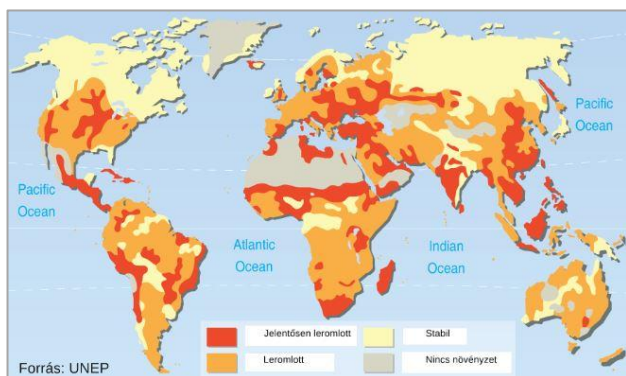 Pacific
Ocean
Pacific
Ocean
Atlantic
Ocean
Indian
Ocean
Jelentősen leromlott
Stabil
Leromlott
Nincs növényzet
Forrás: UNEP